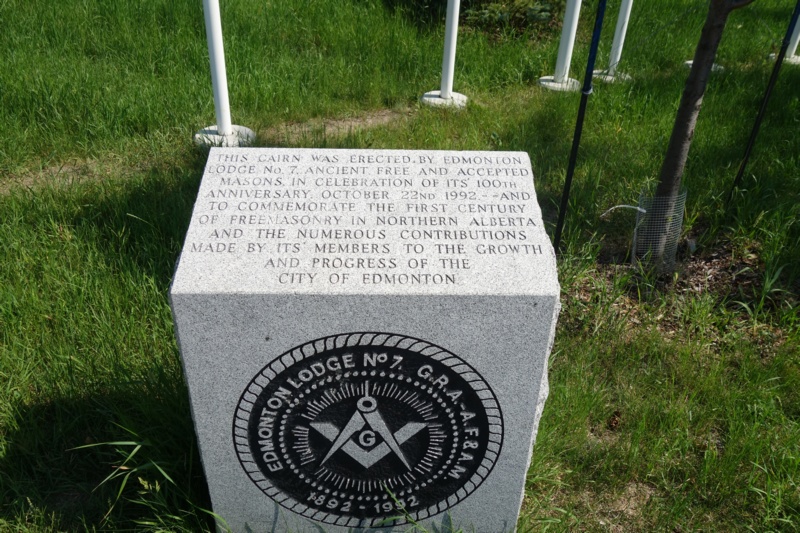 THIS CAIRN WAS ERECTED, BY EDMONTON
LODGE No. 7. ANCIENT FREE AND ACCEPTED
MASONS, IN CELEBRATION OF ITS' 100TH
ANNIVERSARY, OCTOBER 22ND 1992.--AND
TO COMMEMORATE THE FIRST CENTURY
OF FREEMASONRY IN NORTHERN ALBERTA
AND THE NUMEROUS CONTRIBUTIONS
MADE BY ITS' MEMBERS TO THE GROWTH
AND PROGRESS OF THE
CITY OF EDMONTON.
EDMONTON LODGE No 7. G.R.A. A.F.&A.M.
G
1892-1992